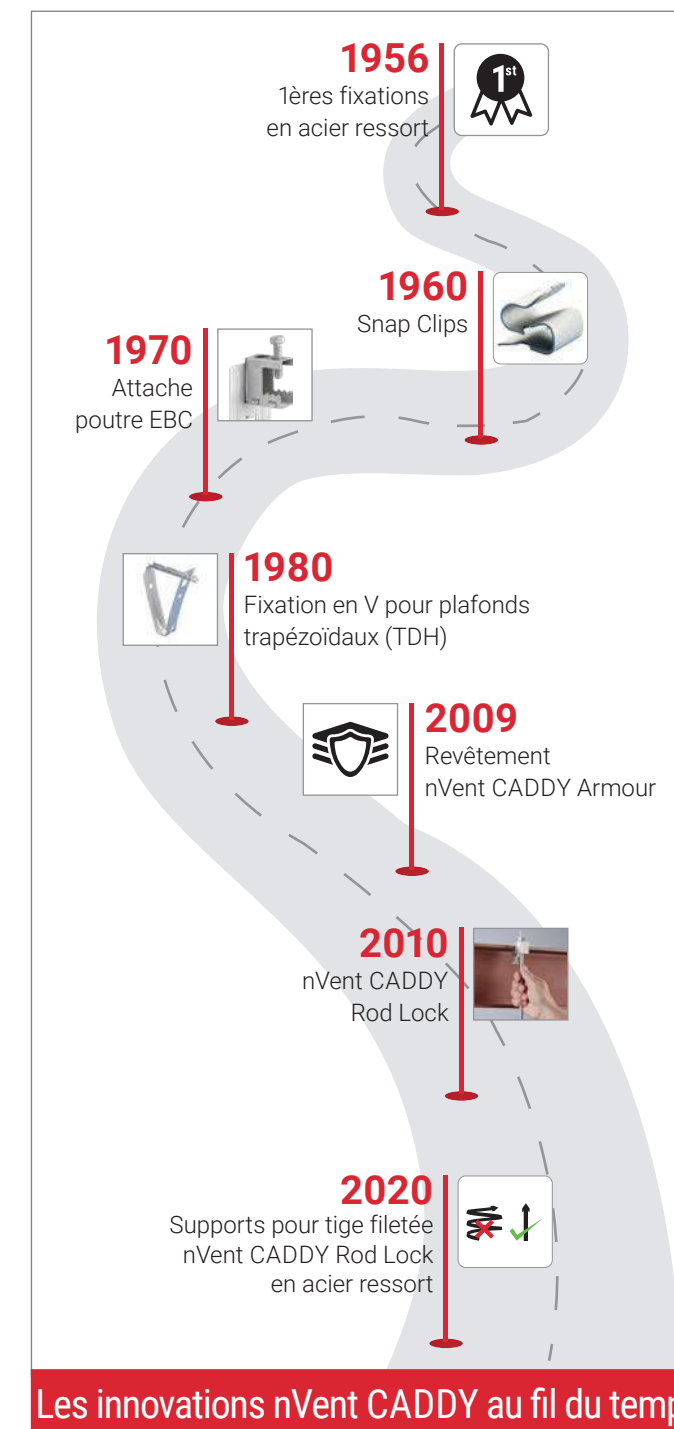 1956
1ères fixations
en acier ressort
1st
1960
Snap Clips
1970
Attache
poutre EBC
1980
Fixation en V pour plafonds
trapézoïdaux (TDH)
2009
Revêtement
nVent CADDY Armour
2010
nVent CADDY
Rod Lock
2020
Supports pour tige filetée
nVent CADDY Rod Lock
en acier ressort
Les innovations nVent CADDY au fil du temp